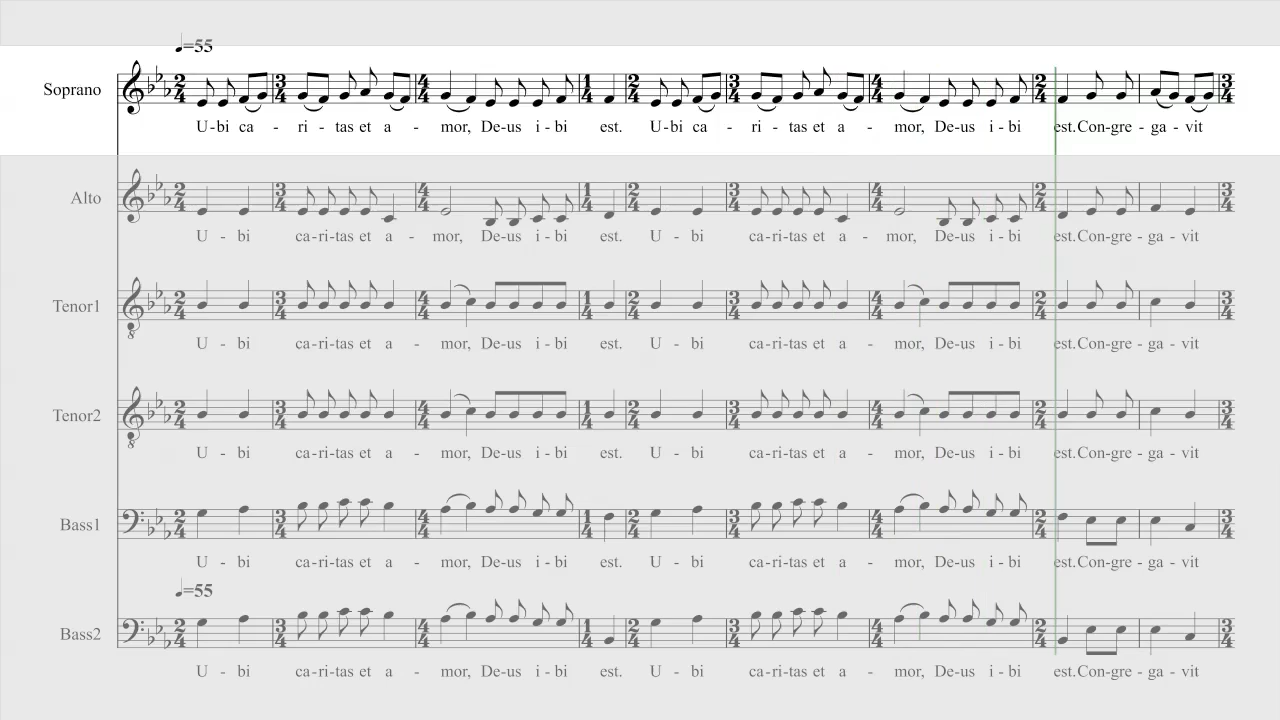 ♩=55
Soprano
U-bi ca - ri - tas et a - mor, De-us i - bi est. U-bi ca - ri - tas et a - mor, De-us i - bi est.Con-gre - ga - vit
Alto
U - bi ca-ri-tas et a - mor, De-us i - bi est. U - bi ca-ri-tas et a - mor, De-us i - bi est.Con-gre - ga - vit
Tenor1
U - bi ca-ri-tas et a - mor, De-us i - bi est. U - bi ca-ri-tas et a - mor, De-us i - bi est.Con-gre - ga - vit
Tenor2
U - bi ca-ri-tas et a - mor, De-us i - bi est. U - bi ca-ri-tas et a - mor, De-us i - bi est.Con-gre - ga - vit
Bass1
U - bi ca-ri-tas et a - mor, De-us i - bi est. U - bi ca-ri-tas et a - mor, De-us i - bi est.Con-gre - ga - vit
♩=55
Bass2
U - bi ca-ri-tas et a - mor, De-us i - bi est. U - bi ca-ri-tas et a - mor, De-us i - bi est.Con-gre - ga - vit